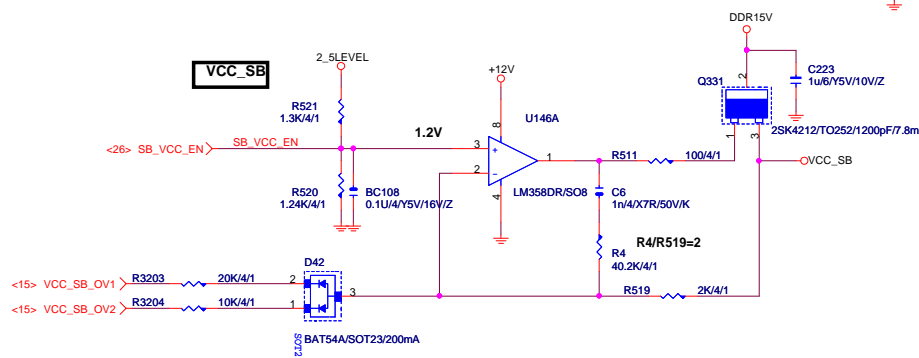 DDR15V
VCC_SB
2_5LEVEL
+12V
Q331
2
C223
1u/6/Y5V/10V/Z
R521
1.3K/4/1
U146A
2SK4212/TO252/1200pF/7.8m
1.2V
8
1
3
<26> SB_VCC_EN
SB_VCC_EN
3
+
1
R511
100/4/1
VCC_SB
2
-
R520
1.24K/4/1
BC108
0.1U/4/Y5V/16V/Z
4
LM358DR/SO8
C6
1n/4/X7R/50V/K
R4/R519=2
R4
40.2K/4/1
D42
<15> VCC_SB_OV1
R3203
20K/4/1
2
3
R519
2K/4/1
<15> VCC_SB_OV2
R3204
10K/4/1
1
BAT54A/SOT23/200mA